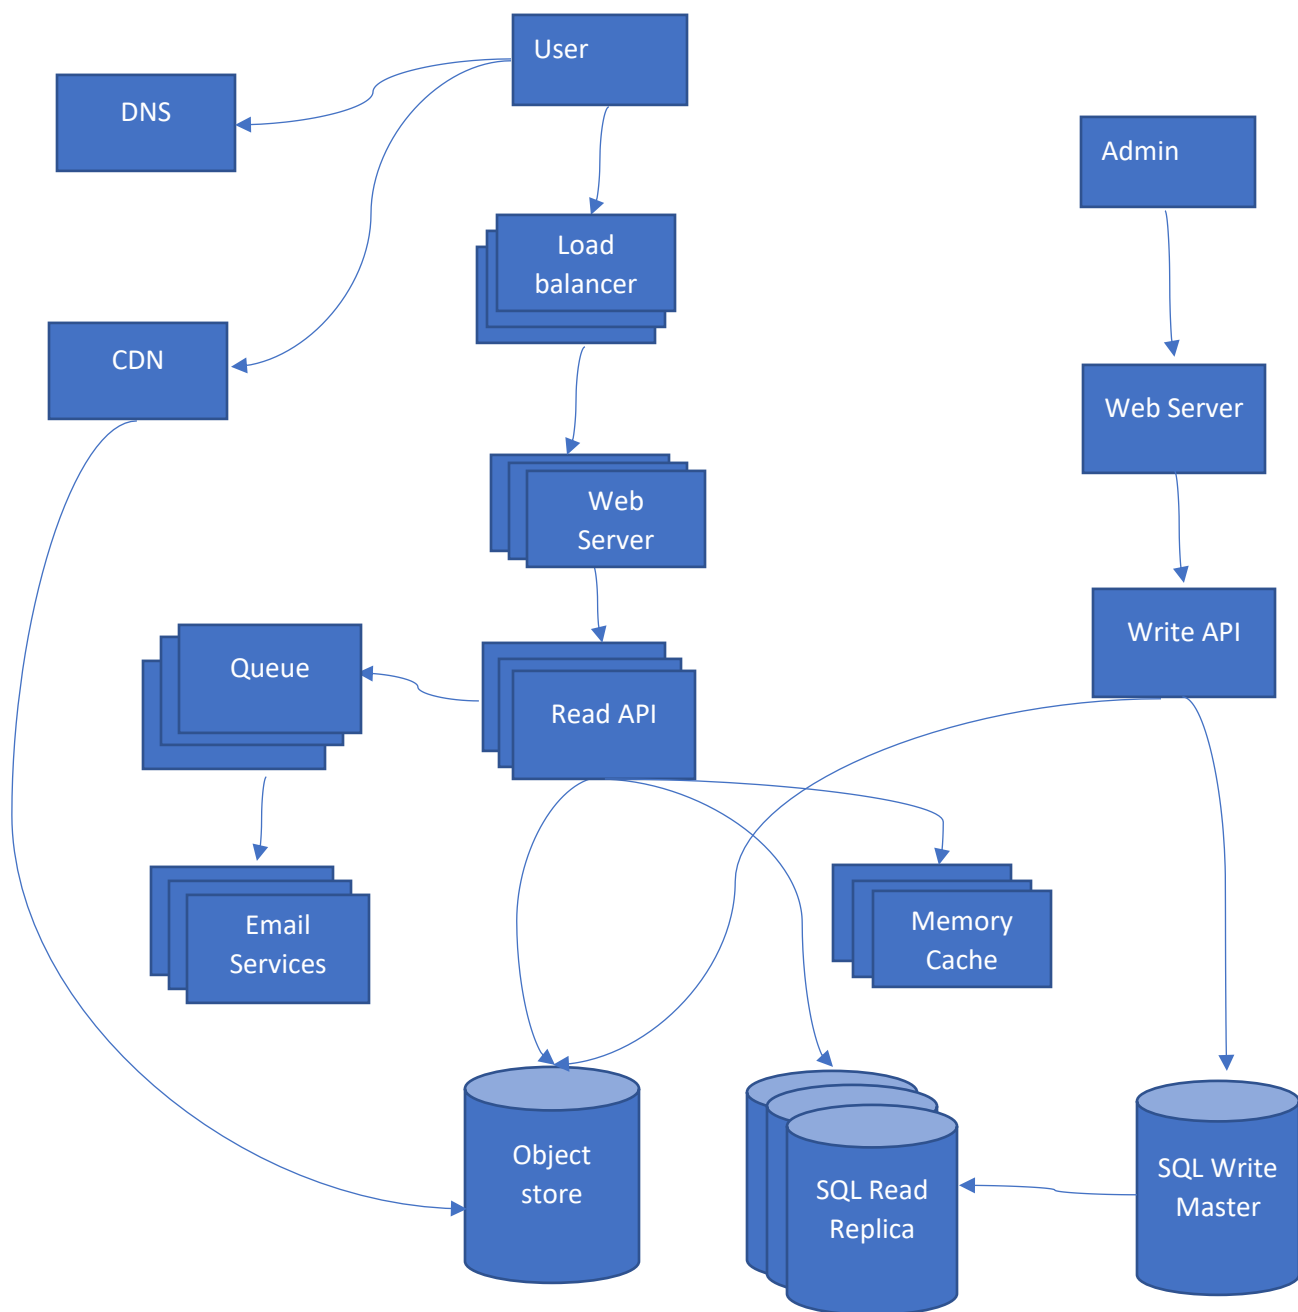 User
DNS
Admin
Load
balancer
CDN
Web Server
Web
Server
Write API
Queue
Read API
Email
Services
Memory
Cache
Object
store
SQL Read
Replica
SQL Write
Master